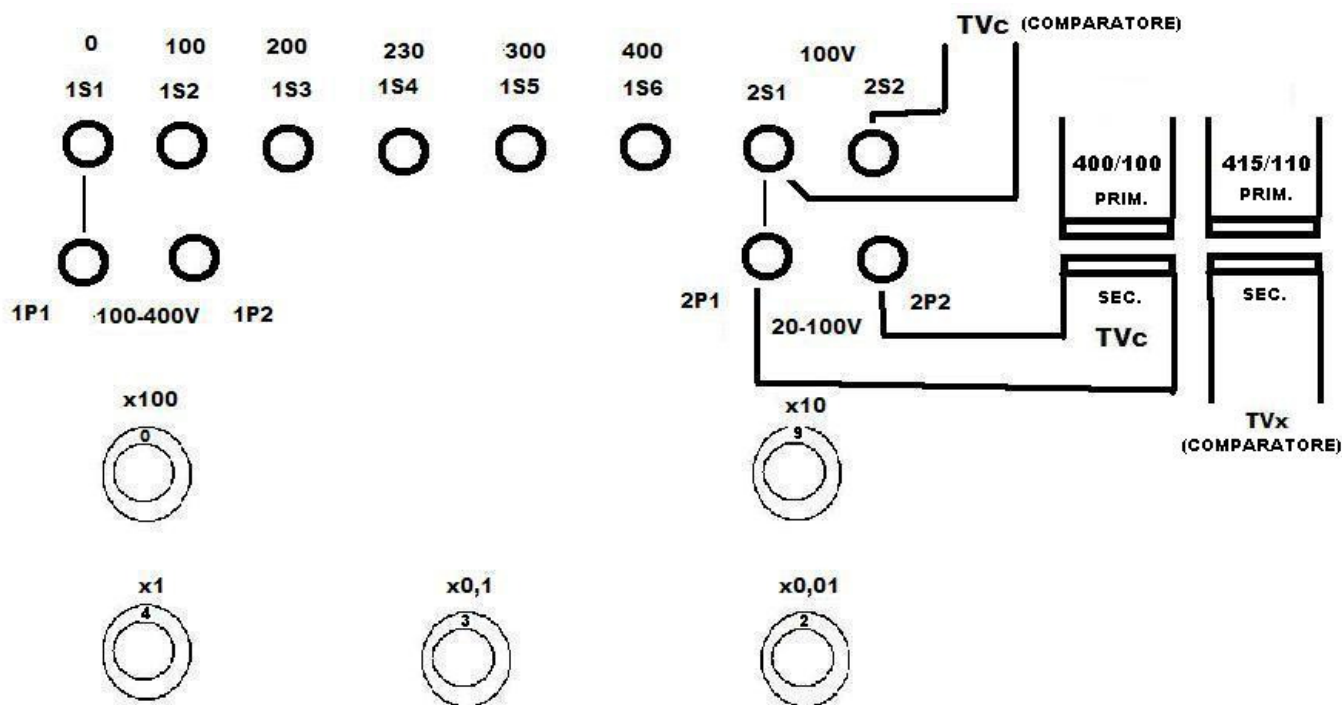 TVc (COMPARATORE)
0 100 200 230 300 400 100V
1S1 1S2 1S3 1S4 1S5 1S6 2S1 2S2
400/100 415/110
PRIM. PRIM.
1P1 100-400V 1P2 2P1 20-100V 2P2
SEC. SEC.
TVc
TVx
(COMPARATORE)
x100 x10
0 9
x1 x0,1 x0,01
4 3 2